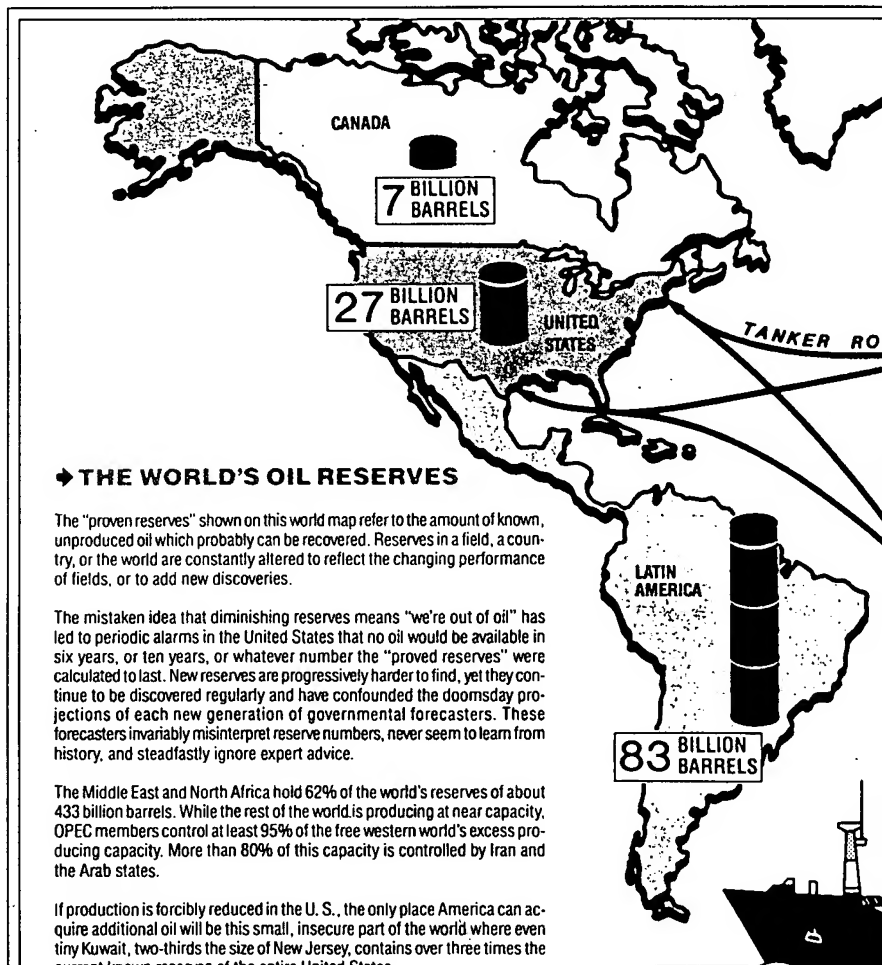 CANADA
7 BILLION BARRELS
27 BILLION BARRELS
UNITED STATES
TANKER RO
➜ THE WORLD'S OIL RESERVES
The "proven reserves" shown on this world map refer to the amount of known,
unproduced oil which probably can be recovered. Reserves in a field, a coun-
try, or the world are constantly altered to reflect the changing performance
of fields, or to add new discoveries.
The mistaken idea that diminishing reserves means "we're out of oil" has
led to periodic alarms in the United States that no oil would be available in
six years, or ten years, or whatever number the "proved reserves" were
calculated to last. New reserves are progressively harder to find, yet they con-
tinue to be discovered regularly and have confounded the doomsday pro-
jections of each new generation of governmental forecasters. These
forecasters invariably misinterpret reserve numbers, never seem to learn from
history, and steadfastly ignore expert advice.
The Middle East and North Africa hold 62% of the world's reserves of about
433 billion barrels. While the rest of the world is producing at near capacity,
OPEC members control at least 95% of the free western world's excess pro-
ducing capacity. More than 80% of this capacity is controlled by Iran and
the Arab states.
If production is forcibly reduced in the U. S., the only place America can ac-
quire additional oil will be this small, insecure part of the world where even
tiny Kuwait, two-thirds the size of New Jersey, contains over three times the
current known reserve of the entire United States.
LATIN
AMERICA
83 BILLION BARRELS